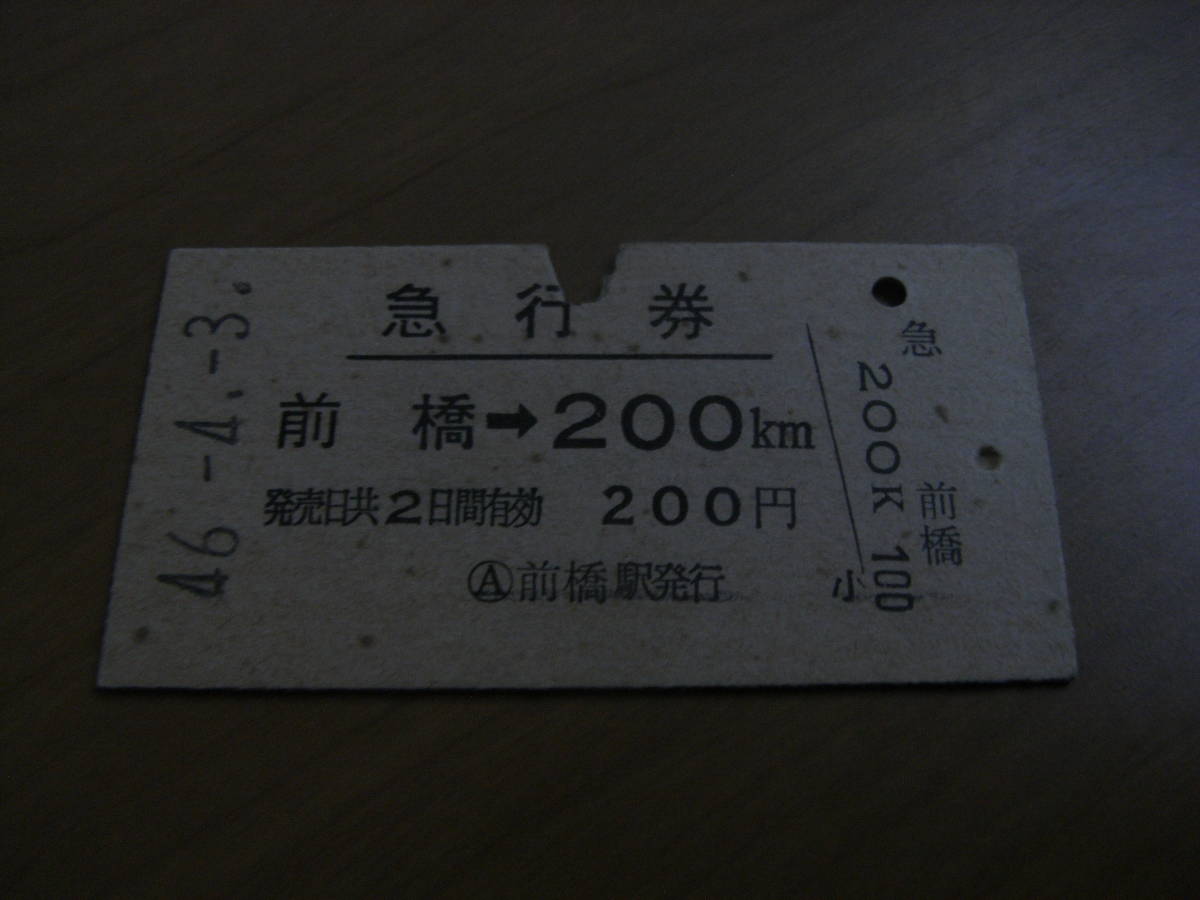 46.-4.-3.
急行券
前橋➡200km
発売日共2日間有効 200円
Ⓐ前橋駅発行
小
急
前橋
200K
100